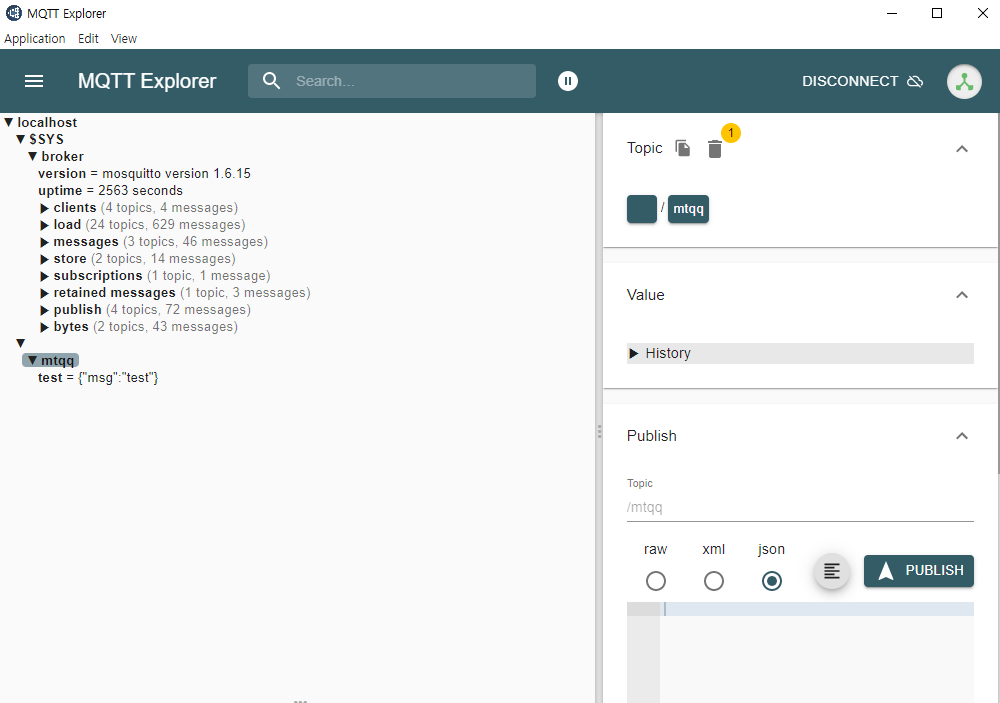 MQTT Explorer
Application Edit View
MQTT Explorer Search... DISCONNECT
localhost
$SYS
broker
version = mosquitto version 1.6.15
uptime = 2563 seconds
clients (4 topics, 4 messages)
load (24 topics, 629 messages)
messages (3 topics, 46 messages)
store (2 topics, 14 messages)
subscriptions (1 topic, 1 message)
retained messages (1 topic, 3 messages)
publish (4 topics, 72 messages)
bytes (2 topics, 43 messages)
mtqq
test = {"msg":"test"}
Topic 1
/ mtqq
Value
History
Publish
Topic
/mtqq
raw xml json
PUBLISH